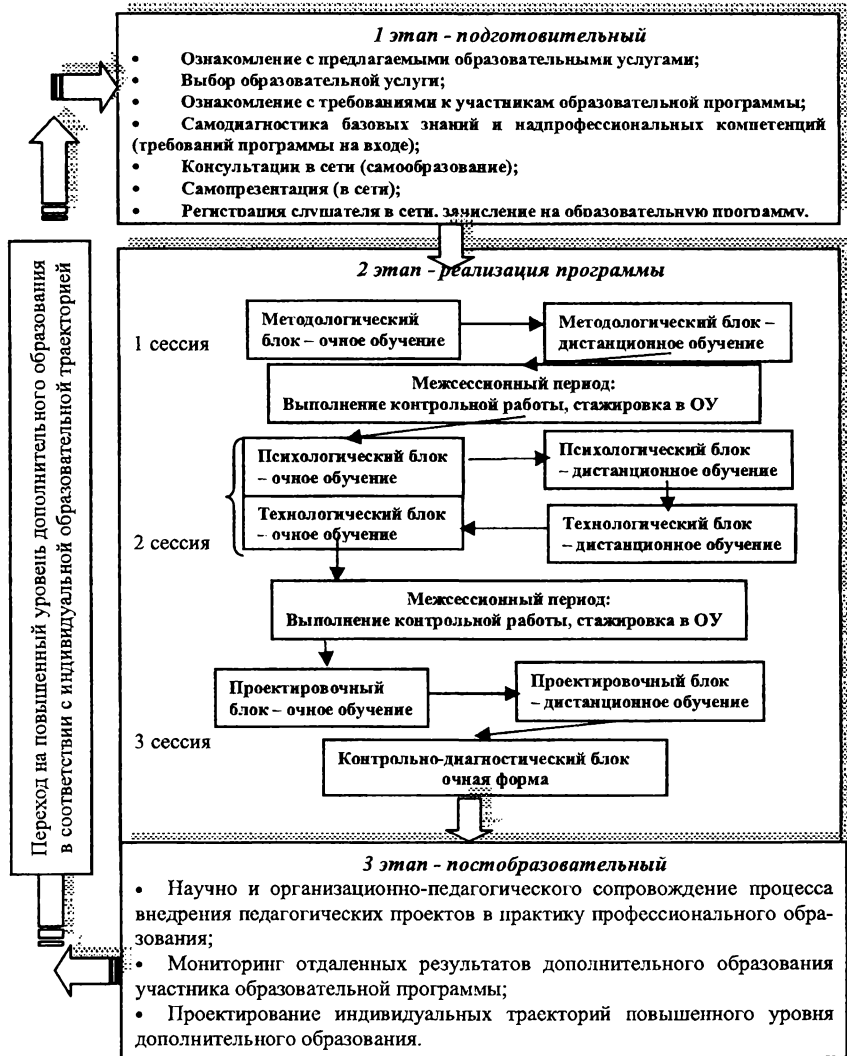 1 этап - подготовительный
• Ознакомление с предлагаемыми образовательными услугами;
• Выбор образовательной услуги;
• Ознакомление с требованиями к участникам образовательной программы;
• Самодиагностика базовых знаний и надпрофессиональных компетенций
(требований программы на входе);
• Консультации в сети (самообразование);
• Самопрезентация (в сети);
• Регистрация слушателя в сети, зачисление на образовательную программу.
Переход на повышенный уровень дополнительного образования
в соответствии с индивидуальной образовательной траекторией
2 этап - реализация программы
1 сессия
Методологический
блок – очное обучение
Методологический блок –
дистанционное обучение
Межсессионный период:
Выполнение контрольной работы, стажировка в ОУ
Психологический блок
– очное обучение
Психологический блок
– дистанционное обучение
2 сессия
Технологический блок
– очное обучение
Технологический блок
– дистанционное обучение
Межсессионный период:
Выполнение контрольной работы, стажировка в ОУ
Проектировочный
блок – очное обучение
Проектировочный блок
– дистанционное обучение
3 сессия
Контрольно-диагностический блок
очная форма
3 этап - постобразовательный
• Научно и организационно-педагогического сопровождение процесса
внедрения педагогических проектов в практику профессионального обра-
зования;
• Мониторинг отдаленных результатов дополнительного образования
участника образовательной программы;
• Проектирование индивидуальных траекторий повышенного уровня
дополнительного образования.